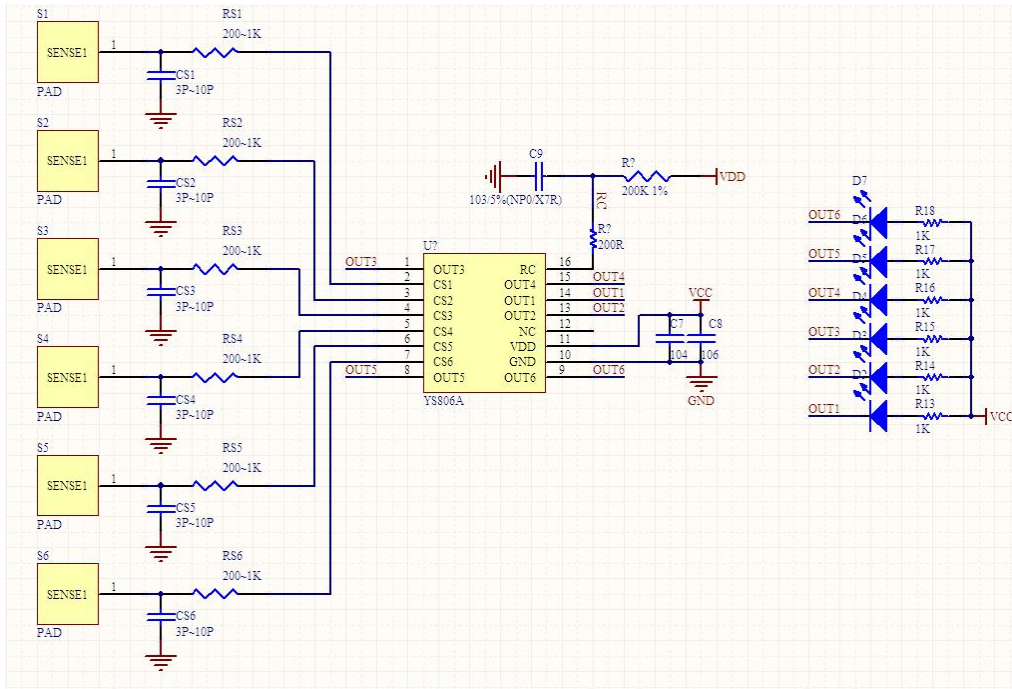 S1
SENSE1
1
PAD
RS1
200~1K
CS1
3P~10P
S2
SENSE1
1
PAD
RS2
200~1K
CS2
3P~10P
S3
SENSE1
1
PAD
RS3
200~1K
CS3
3P~10P
S4
SENSE1
1
PAD
RS4
200~1K
CS4
3P~10P
S5
SENSE1
1
PAD
RS5
200~1K
CS5
3P~10P
S6
SENSE1
1
PAD
RS6
200~1K
CS6
3P~10P
C9
103/5%(NP0/X7R)
R?
200K 1%
VDD
RC
R?
200R
U?
OUT3 1 OUT3
2 CS1
3 CS2
4 CS3
5 CS4
6 CS5
7 CS6
OUT5 8 OUT5
RC 16
OUT4 15 OUT4
OUT1 14 OUT1
OUT2 13 OUT2
NC 12
VDD 11
GND 10
OUT6 9 OUT6
YS806A
VCC
C7
104
C8
106
GND
D7
OUT6
R18
1K
D6
OUT5
R17
1K
D5
OUT4
R16
1K
D4
OUT3
R15
1K
D3
OUT2
R14
1K
D2
OUT1
R13
1K
VCC